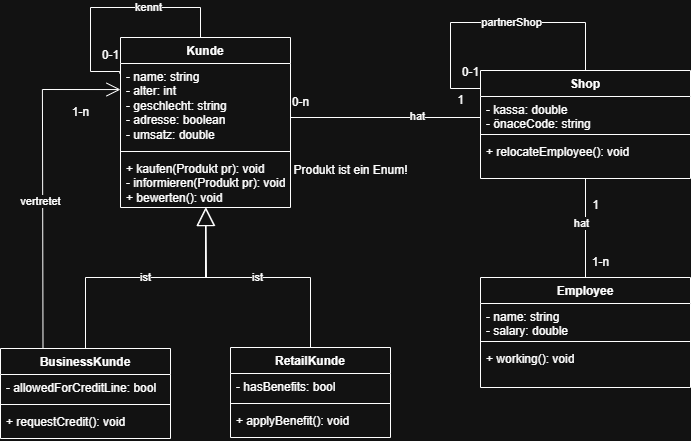 kennt
0-1
Kunde
- name: string
- alter: int
- geschlecht: string
- adresse: boolean
- umsatz: double
+ kaufen(Produkt pr): void
- informieren(Produkt pr): void
+ bewerten(): void
Produkt ist ein Enum!
1-n
0-n
hat
1
partnerShop
0-1
Shop
- kassa: double
- önaceCode: string
+ relocateEmployee(): void
1
hat
1-n
Employee
- name: string
- salary: double
+ working(): void
vertretet
ist
ist
BusinessKunde
- allowedForCreditLine: bool
+ requestCredit(): void
RetailKunde
- hasBenefits: bool
+ applyBenefit(): void